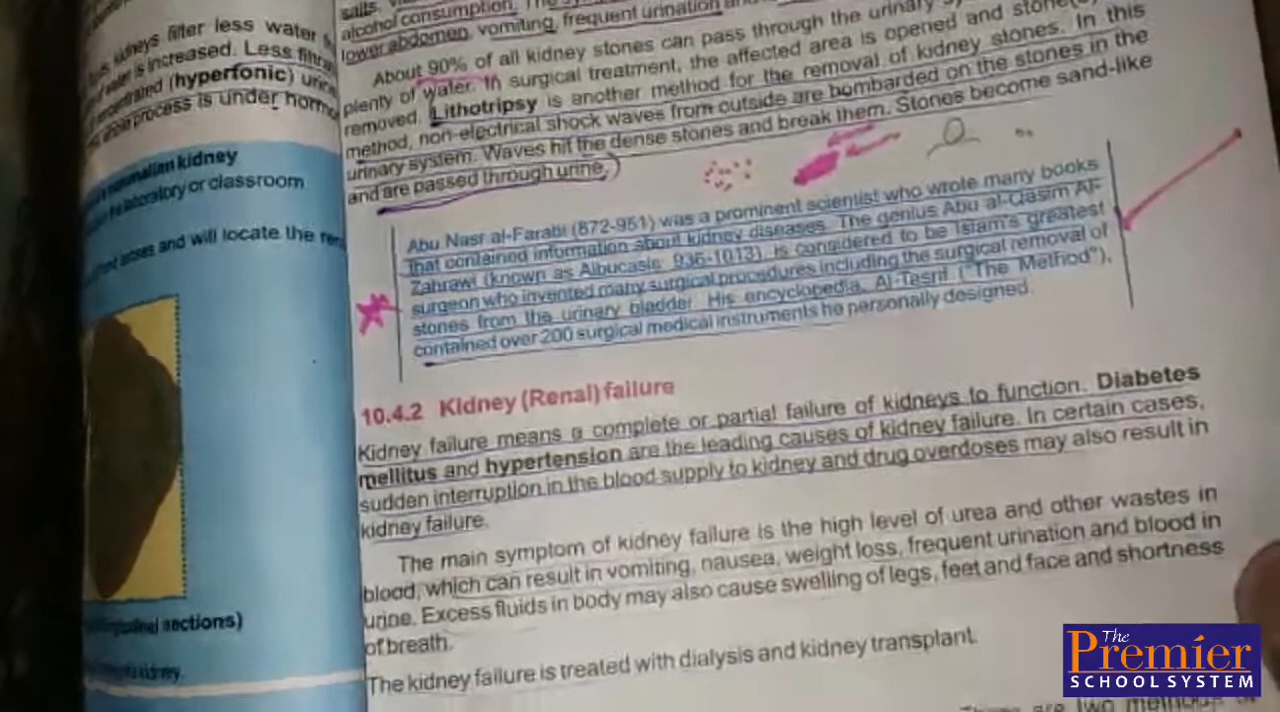 kidneys filter less water
water is increased. Less
concentrated (hypertonic)
whole process is under
mammalian kidney
laboratory or classroom
and will locate the
sections)
kidney.
salts,
alcohol consumption.
lower abdomen, vomiting, frequent urination
About 90% of all kidney stones can pass through the urinary
plenty of water. In surgical treatment, the affected area is opened and
removed. Lithotripsy is another method for the removal of kidney stones. In this
method, non-electrical shock waves from outside are bombarded on the stones in the
urinary system. Waves hit the dense stones and break them. Stones become sand-like
and are passed through urine.
Abu Nasr al-Farabi (872-951) was a prominent scientist who wrote many books
that contained information about kidney diseases. The genius Abu al-Qasim Al-
Zahrawi (known as Albucasis: 936-1013) is considered to be Islam's greatest
surgeon who invented many surgical procedures including the surgical removal of
stones from the urinary bladder. His encyclopedia, Al-Tasrif ("The Method"),
contained over 200 surgical medical instruments he personally designed.
10.4.2 Kidney (Renal) failure
Kidney failure means a complete or partial failure of kidneys to function. Diabetes
mellitus and hypertension are the leading causes of kidney failure. In certain cases,
sudden interruption in the blood supply to kidney and drug overdoses may also result in
kidney failure.
The main symptom of kidney failure is the high level of urea and other wastes in
blood, which can result in vomiting, nausea, weight loss, frequent urination and blood in
urine. Excess fluids in body may also cause swelling of legs, feet and face and shortness
of breath.
The kidney failure is treated with dialysis and kidney transplant.
The
Premier
SCHOOL SYSTEM